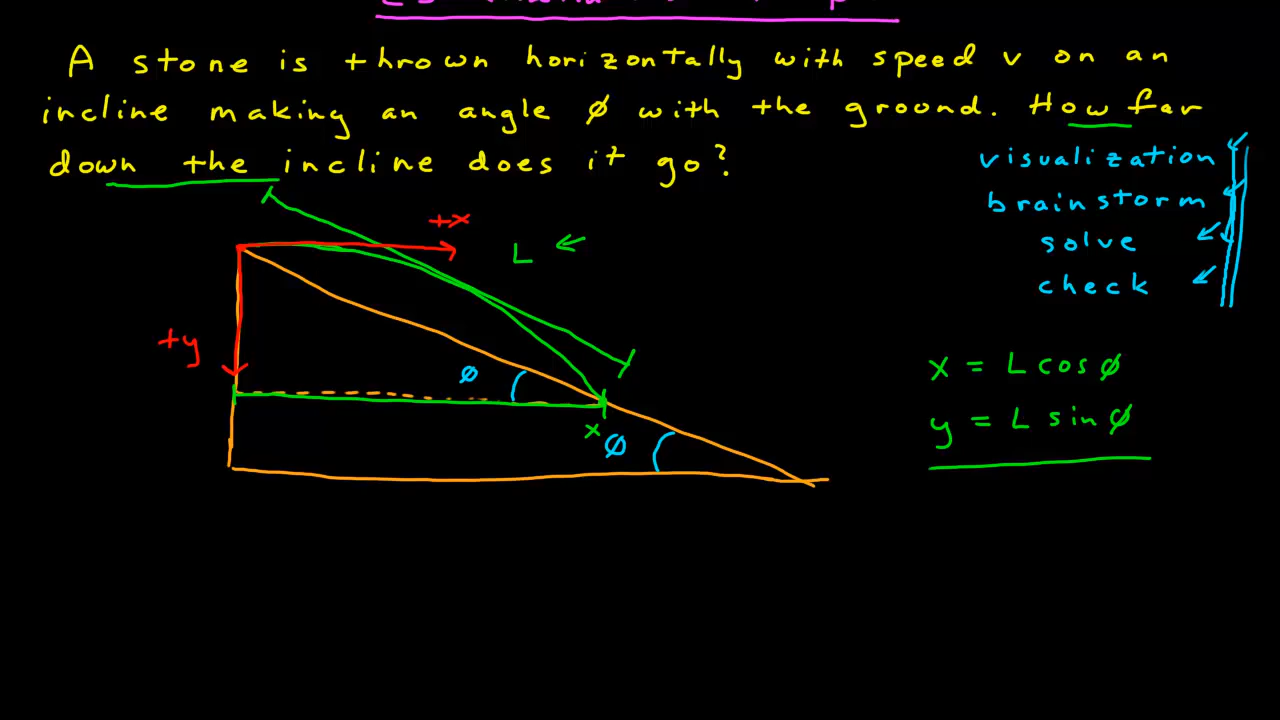 A stone is thrown horizontally with speed v on an
incline making an angle φ with the ground. How far
down the incline does it go?
visualization
brainstorm
solve
check
+x
L
+y
φ
x
φ
x = L cos φ
y = L sin φ